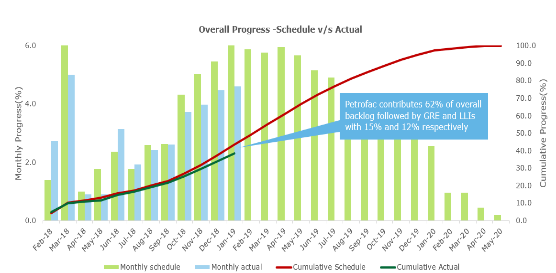 Overall Progress -Schedule v/s Actual
Monthly Progress(%)
6.0
4.0
2.0
0.0
Petrofac contributes 62% of overall
backlog followed by GRE and LLIs
with 15% and 12% respectively
100.0
90.0
80.0
70.0
60.0
50.0
40.0
30.0
20.0
10.0
0.0
Cumulative Progress(%)
Feb-18
Mar-18
Apr-18
May-18
Jun-18
Jul-18
Aug-18
Sep-18
Oct-18
Nov-18
Dec-18
Jan-19
Feb-19
Mar-19
Apr-19
May-19
Jun-19
Jul-19
Aug-19
Sep-19
Oct-19
Nov-19
Dec-19
Jan-20
Feb-20
Mar-20
Apr-20
May-20
Monthly schedule
Monthly actual
Cumulative Schedule
Cumulative Actual